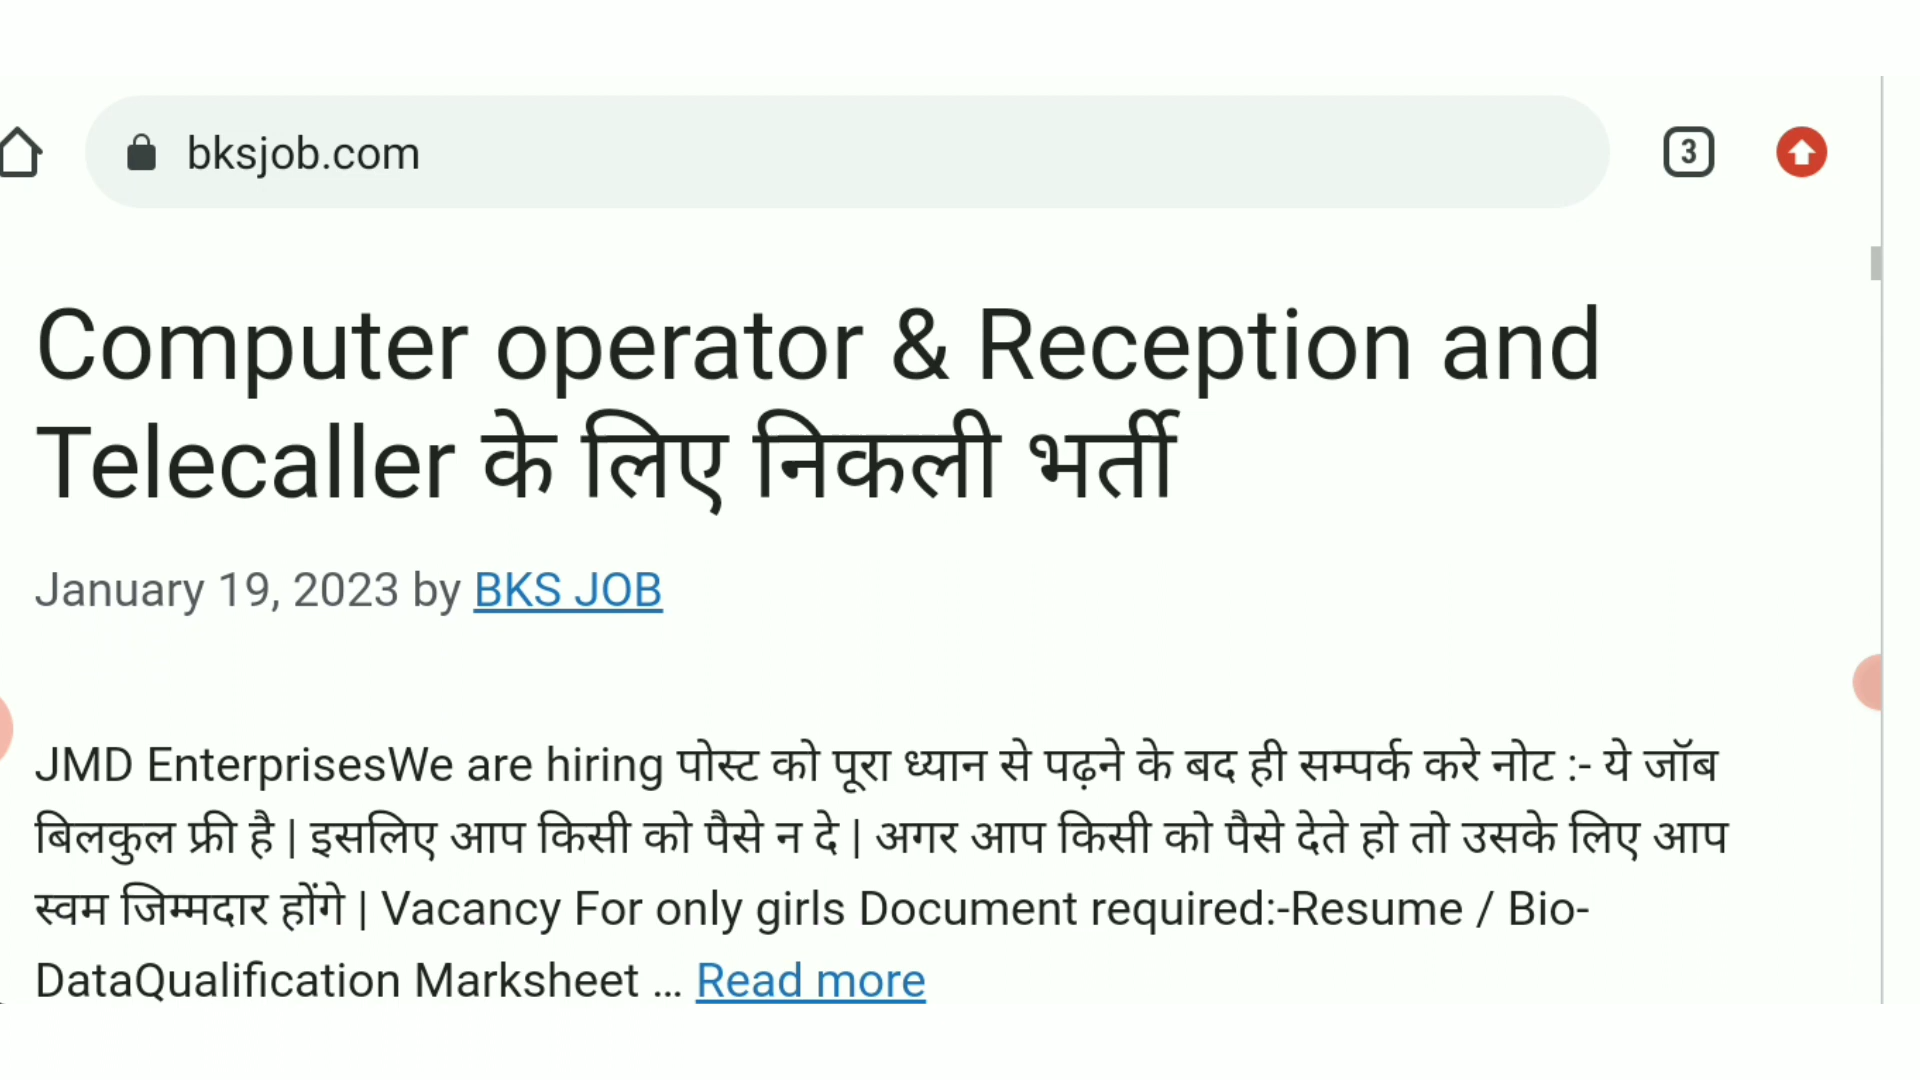 bksjob.com
3
Computer operator & Reception and
Telecaller के लिए निकली भर्ती
January 19, 2023 by BKS JOB
JMD EnterprisesWe are hiring पोस्ट को पूरा ध्यान से पढ़ने के बद ही सम्पर्क करे नोट :- ये जॉब
बिलकुल फ्री है | इसलिए आप किसी को पैसे न दे | अगर आप किसी को पैसे देते हो तो उसके लिए आप
स्वम जिम्मदार होंगे | Vacancy For only girls Document required:-Resume / Bio-
DataQualification Marksheet ... Read more